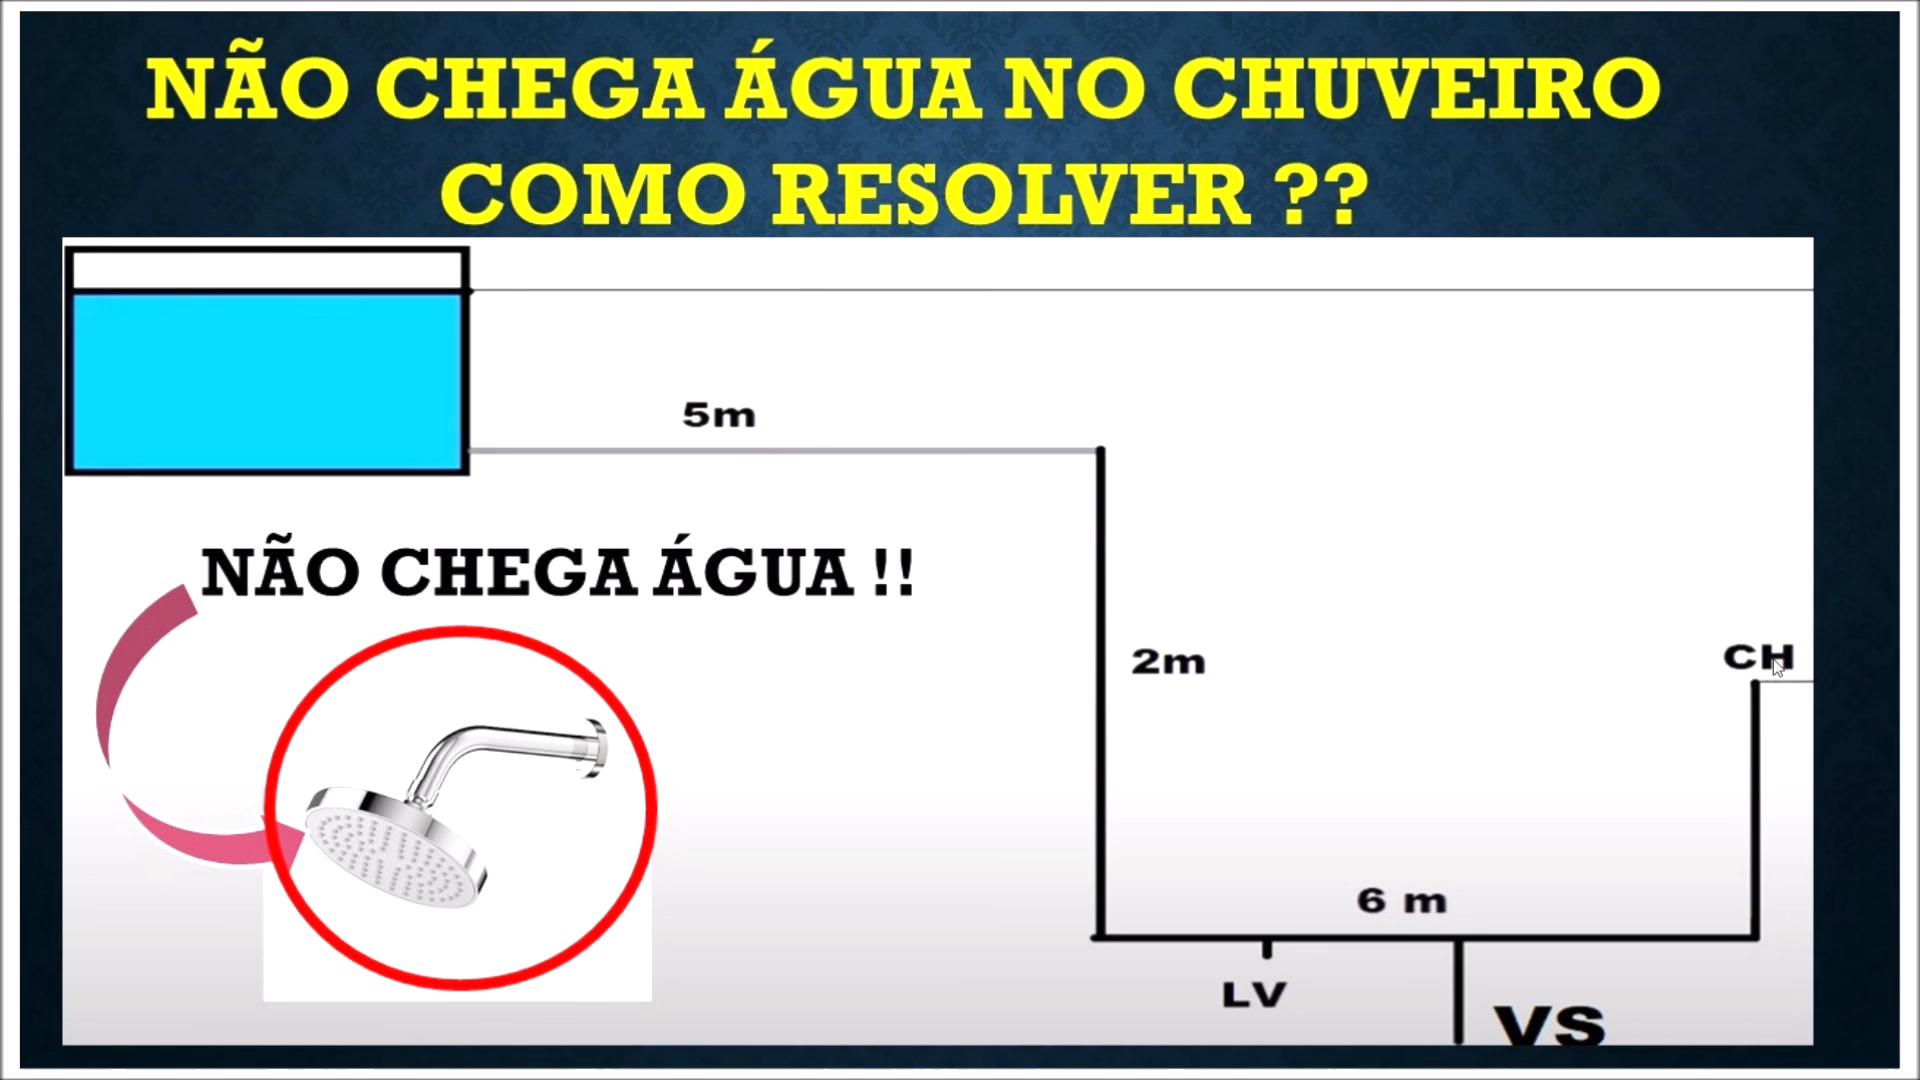 NÃO CHEGA ÁGUA NO CHUVEIRO
COMO RESOLVER ??
5m
NÃO CHEGA ÁGUA !!
2m
CH
6 m
LV
VS